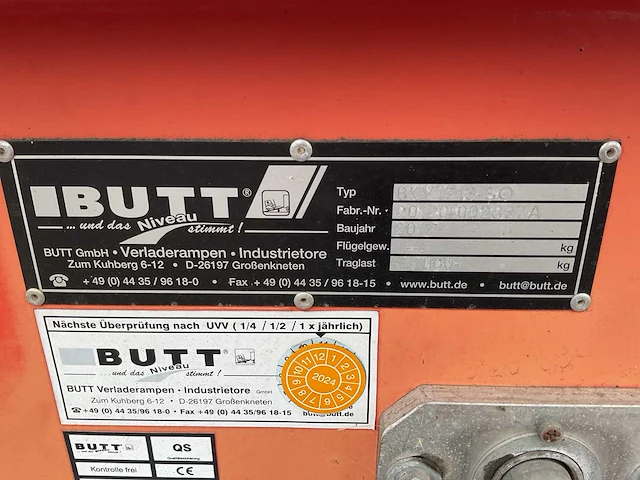 BUTT®
... und das Niveau stimmt !
BUTT GmbH • Verladerampen • Industrietore
Zum Kuhberg 6-12 • D-26197 Großenkneten
Typ
Fabr.-Nr.
Baujahr
Flügelgew. kg
Traglast kg
☎ + 49 (0) 44 35 / 96 18-0 • Fax + 49 (0) 44 35 / 96 18-15 • www.butt.de • butt@butt.de
Nächste Überprüfung nach UVV ( 1/4 / 1/2 / 1 x jährlich)
BUTT®
... und das Niveau stimmt !
BUTT Verladerampen • Industrietore GmbH
Zum Kuhberg 6-12 • D-26197 Großenkneten
☎ +49 (0) 44 35/96 18-0 • Fax +49 (0) 44 35/96 18-15
butt@butt.de
12 1 2 3 4 5 6 7 8 9 10 11
2024
BUTT
QS
Kontrolle frei
CE